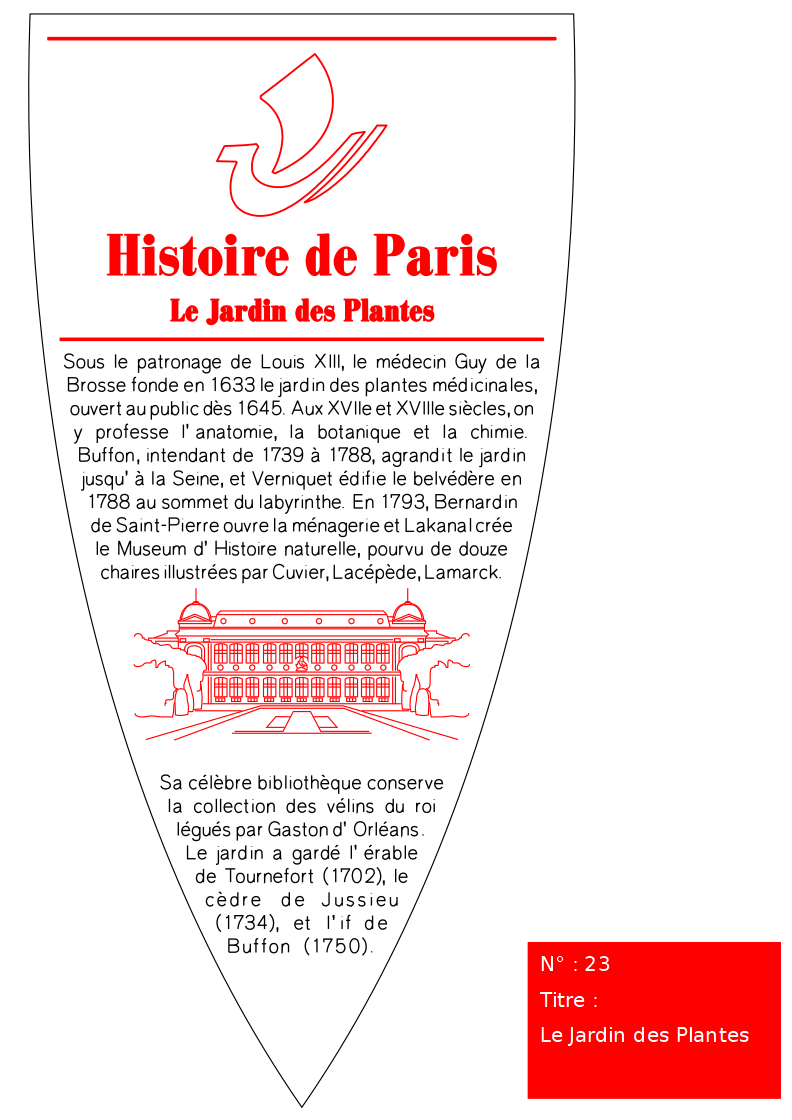 Histoire de Paris
Le Jardin des Plantes
Sous le patronage de Louis XIII, le médecin Guy de la
Brosse fonde en 1633 le jardin des plantes médicinales,
ouvert au public dès 1645. Aux XVIIe et XVIIIe siècles, on
y professe l' anatomie, la botanique et la chimie.
Buffon, intendant de 1739 à 1788, agrandit le jardin
jusqu' à la Seine, et Verniquet édifie le belvédère en
1788 au sommet du labyrinthe. En 1793, Bernardin
de Saint-Pierre ouvre la ménagerie et Lakanal crée
le Museum d' Histoire naturelle, pourvu de douze
chaires illustrées par Cuvier, Lacépède, Lamarck.
Sa célèbre bibliothèque conserve
la collection des vélins du roi
légués par Gaston d' Orléans.
Le jardin a gardé l' érable
de Tournefort (1702), le
cèdre de Jussieu
(1734), et l'if de
Buffon (1750).
N° : 23
Titre :
Le Jardin des Plantes